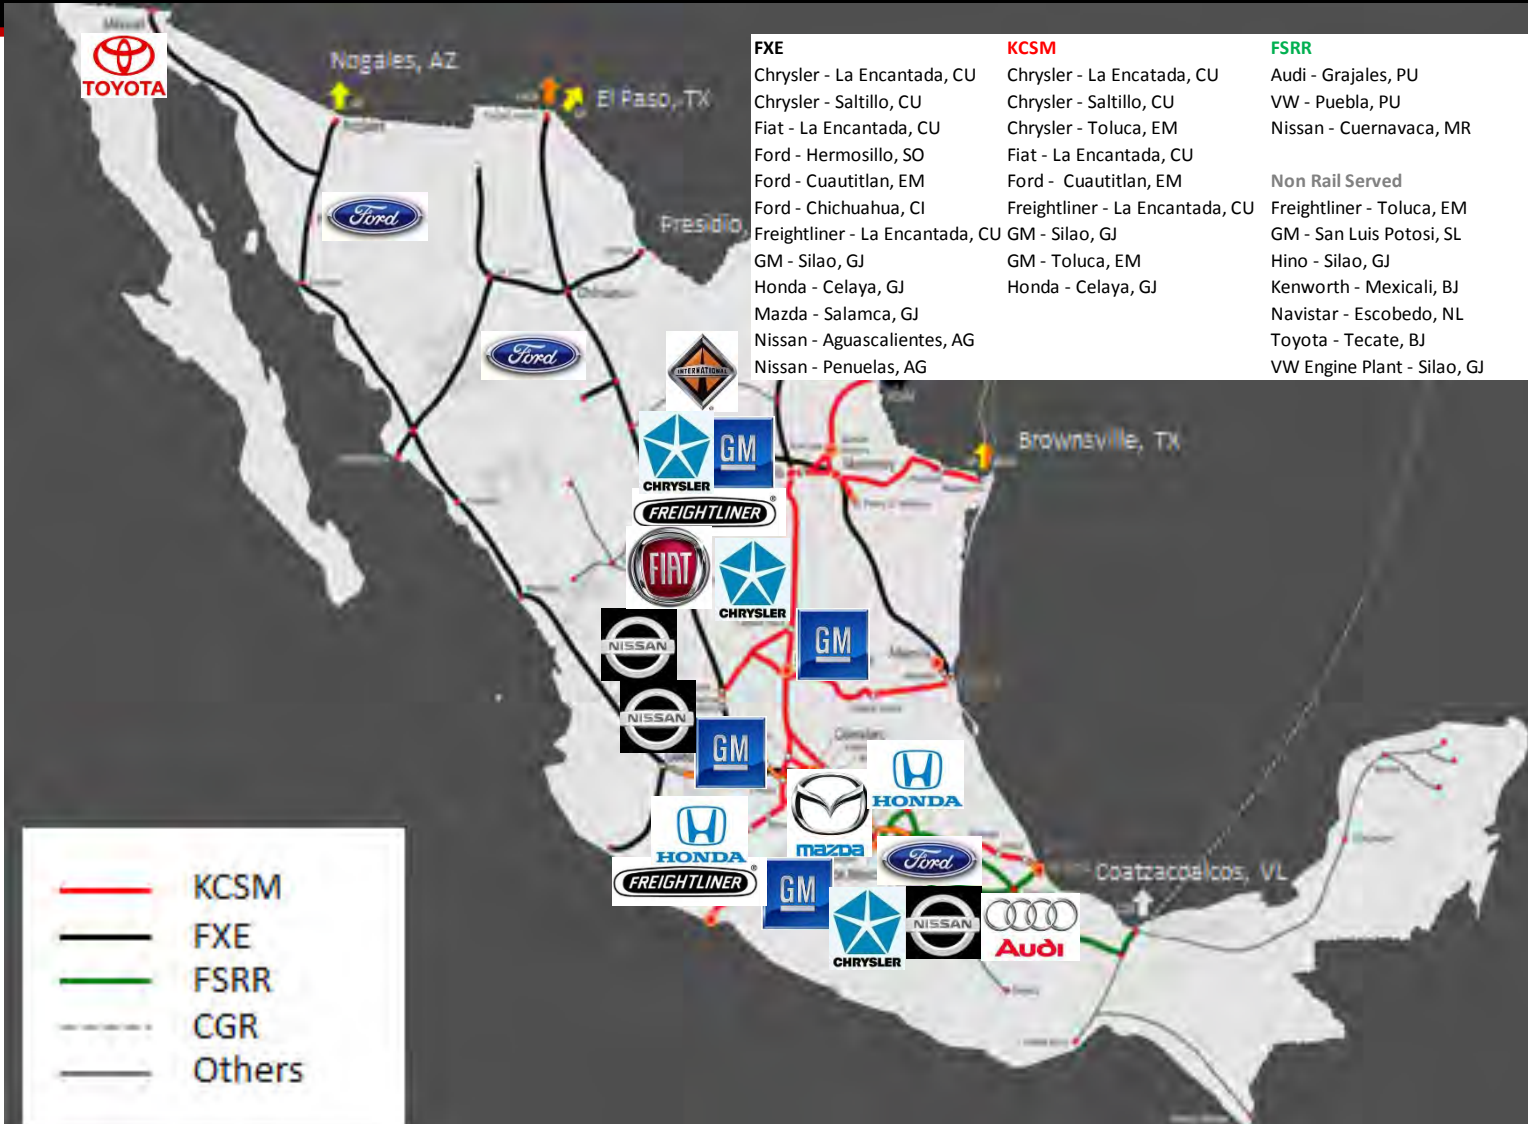 TOYOTA
Nogales, AZ
El Paso, TX
Presidio,
FXE
Chrysler - La Encantada, CU
Chrysler - Saltillo, CU
Fiat - La Encantada, CU
Ford - Hermosillo, SO
Ford - Cuautitlan, EM
Ford - Chichuahua, CI
Freightliner - La Encantada, CU
GM - Silao, GJ
Honda - Celaya, GJ
Mazda - Salamca, GJ
Nissan - Aguascalientes, AG
Nissan - Penuelas, AG
KCSM
Chrysler - La Encatada, CU
Chrysler - Saltillo, CU
Chrysler - Toluca, EM
Fiat - La Encantada, CU
Ford - Cuautitlan, EM
Freightliner - La Encantada, CU
GM - Silao, GJ
GM - Toluca, EM
Honda - Celaya, GJ
FSRR
Audi - Grajales, PU
VW - Puebla, PU
Nissan - Cuernavaca, MR
Non Rail Served
Freightliner - Toluca, EM
GM - San Luis Potosi, SL
Hino - Silao, GJ
Kenworth - Mexicali, BJ
Navistar - Escobedo, NL
Toyota - Tecate, BJ
VW Engine Plant - Silao, GJ
Ford
Ford
INTERNATIONAL
CHRYSLER
GM
Brownsville, TX
FREIGHTLINER®
FIAT
CHRYSLER
NISSAN
GM
NISSAN
GM
HONDA
mazda
HONDA
Ford
FREIGHTLINER®
GM
CHRYSLER
NISSAN
Audi
Coatzacoalcos, VL
KCSM
FXE
FSRR
CGR
Others